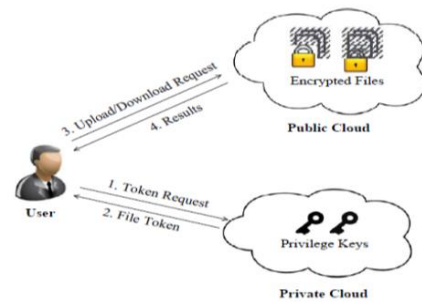 Encrypted Files
Public Cloud
3. Upload/Download Request
4. Results
User
1. Token Request
2. File Token
Privilege Keys
Private Cloud